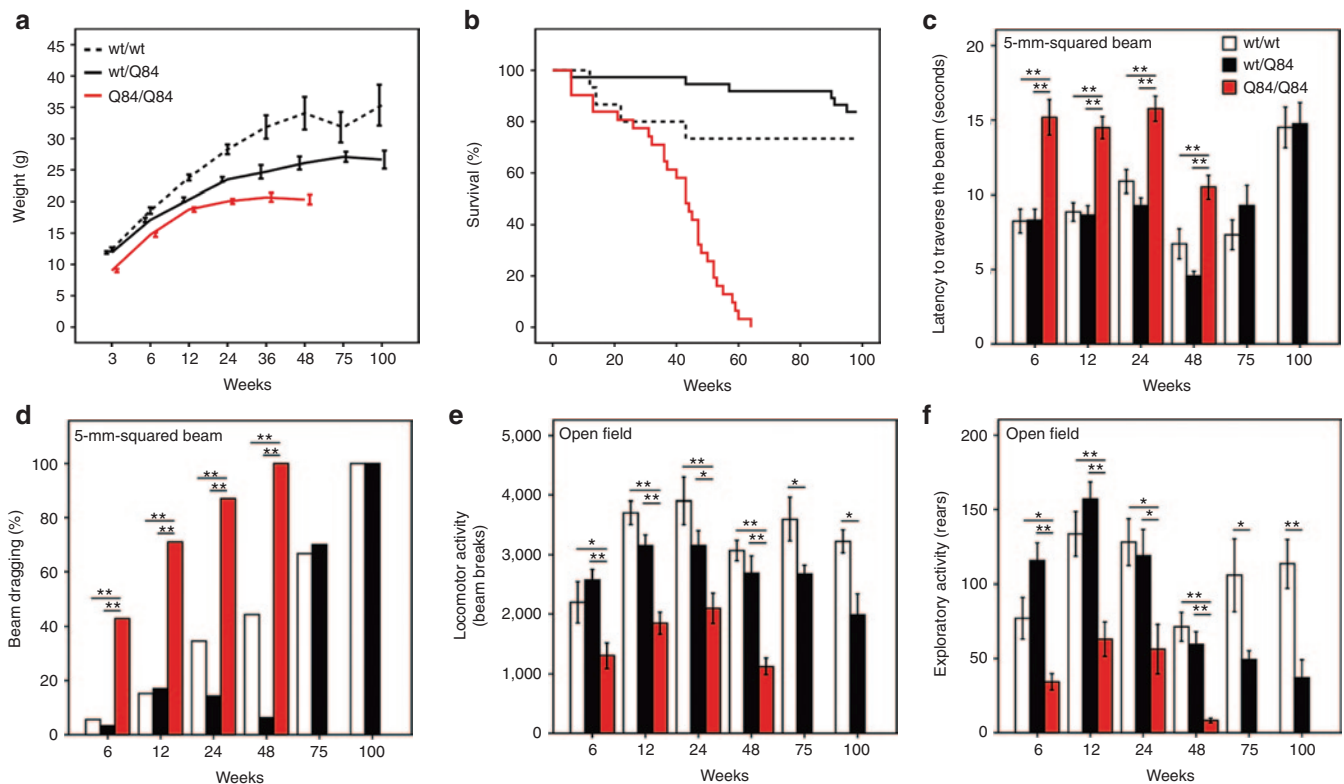 a
45
40
35
30
25
20
15
10
5
0
Weight (g)
wt/wt
wt/Q84
Q84/Q84
3 6 12 24 36 48 75 100
Weeks
b
100
80
60
40
20
0
Survival (%)
0 20 40 60 80 100
Weeks
c
5-mm-squared beam
20
15
10
5
0
Latency to traverse the beam (seconds)
wt/wt
wt/Q84
Q84/Q84
** ** ** ** ** ** ** **
6 12 24 48 75 100
Weeks
d
5-mm-squared beam
100
80
60
40
20
0
Beam dragging (%)
** ** ** ** ** ** ** **
6 12 24 48 75 100
Weeks
e
Open field
5,000
4,000
3,000
2,000
1,000
0
Locomotor activity
(beam breaks)
* ** ** ** ** * ** ** * *
6 12 24 48 75 100
Weeks
f
Open field
200
150
100
50
0
Exploratory activity (rears)
* ** ** ** * * ** ** * **
6 12 24 48 75 100
Weeks